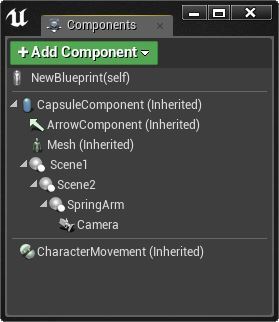 Components
+ Add Component
NewBlueprint(self)
CapsuleComponent (Inherited)
ArrowComponent (Inherited)
Mesh (Inherited)
Scene1
Scene2
SpringArm
Camera
CharacterMovement (Inherited)